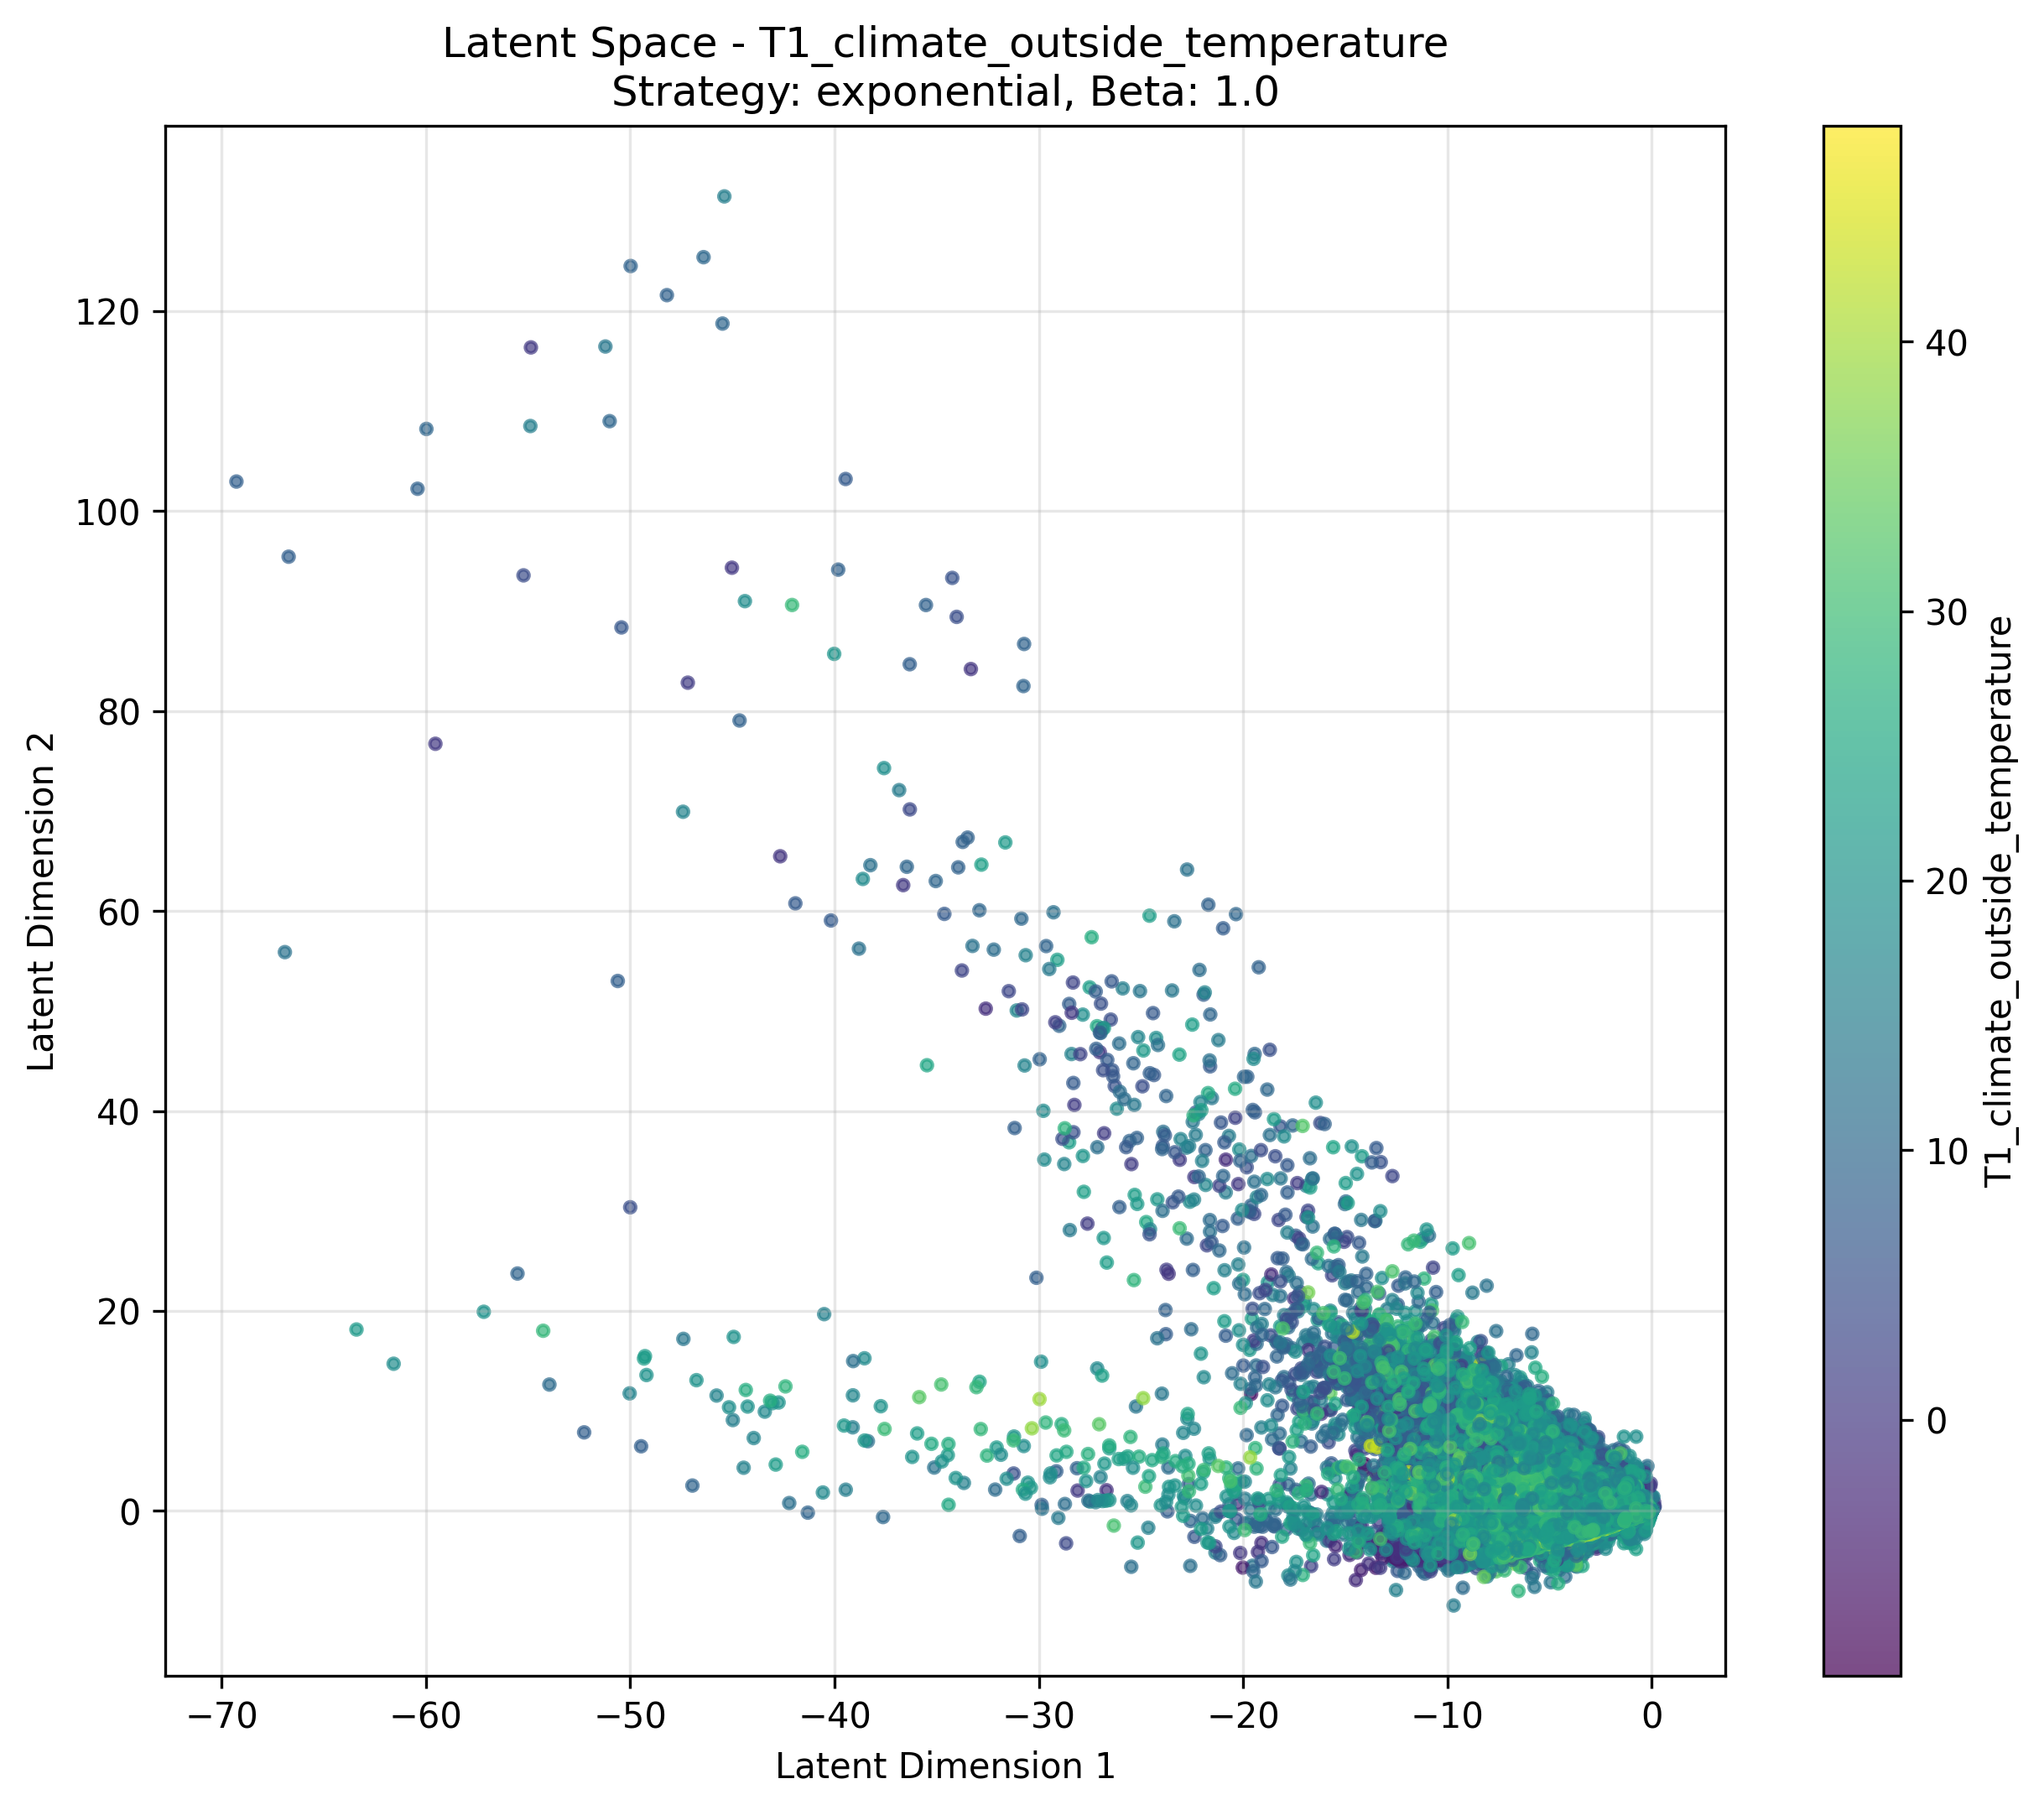 Latent Space - T1_climate_outside_temperature
Strategy: exponential, Beta: 1.0
Latent Dimension 2
120
100
80
60
40
20
0
−70 −60 −50 −40 −30 −20 −10 0
Latent Dimension 1
40
30
20
10
0
T1_climate_outside_temperature